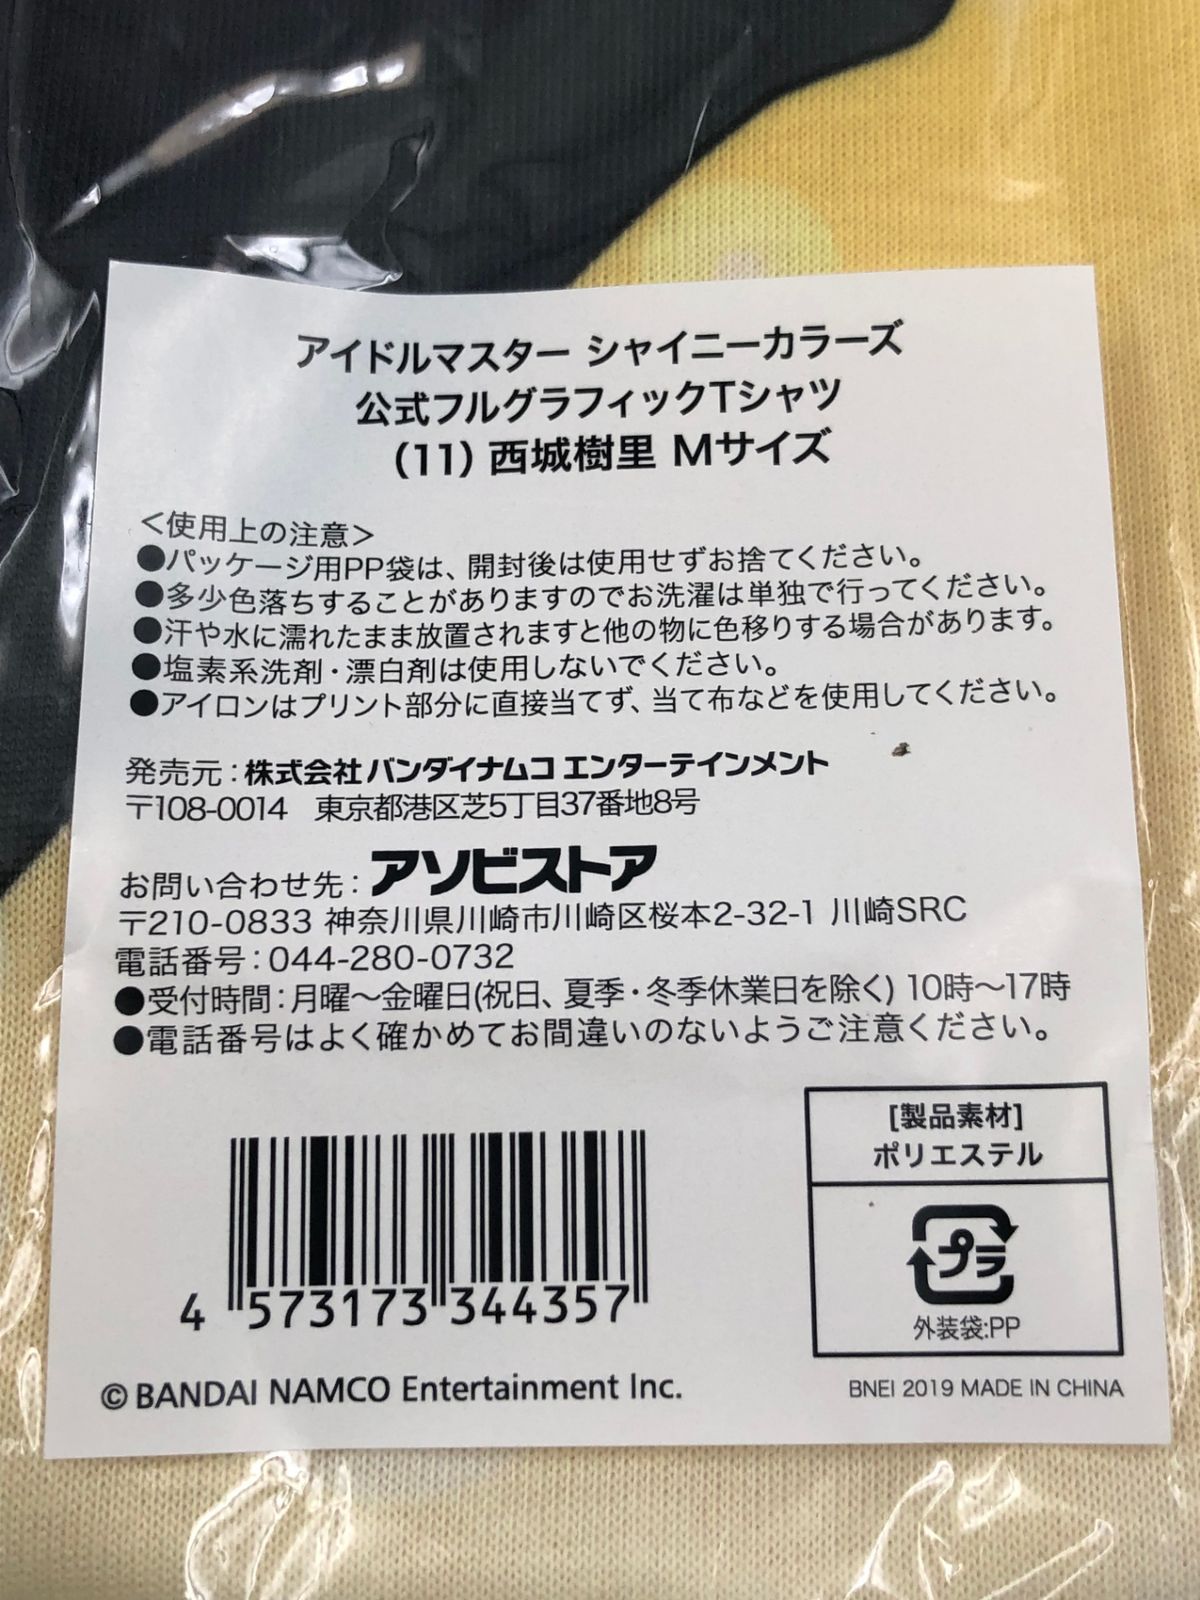 アイドルマスター シャイニーカラーズ
公式フルグラフィックTシャツ
(11) 西城樹里 Mサイズ
＜使用上の注意＞
●パッケージ用PP袋は、開封後は使用せずお捨てください。
●多少色落ちすることがありますのでお洗濯は単独で行ってください。
●汗や水に濡れたまま放置されますと他の物に色移りする場合があります。
●塩素系洗剤・漂白剤は使用しないでください。
●アイロンはプリント部分に直接当てず、当て布などを使用してください。
発売元：株式会社バンダイナムコエンターテインメント
〒108-0014 東京都港区芝5丁目37番地8号
お問い合わせ先：アソビストア
〒210-0833 神奈川県川崎市川崎区桜本2-32-1 川崎SRC
電話番号：044-280-0732
●受付時間：月曜～金曜日(祝日、夏季・冬季休業日を除く) 10時～17時
●電話番号はよく確かめてお間違いのないようご注意ください。
[製品素材]
ポリエステル
プラ
外装袋:PP
4 573173 344357
© BANDAI NAMCO Entertainment Inc.
BNEI 2019 MADE IN CHINA